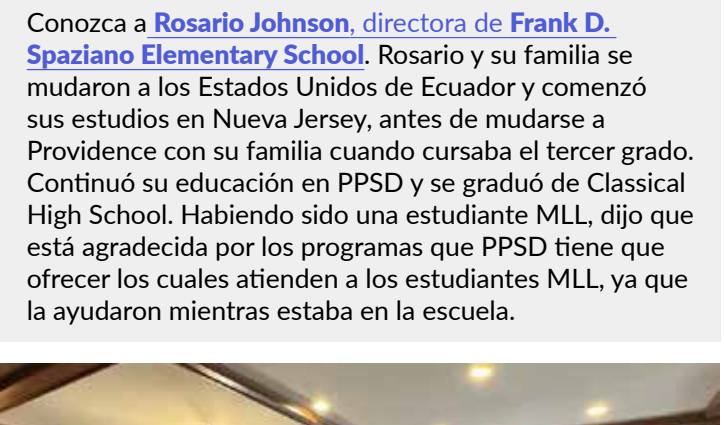 Conozca a Rosario Johnson, directora de Frank D.
Spaziano Elementary School. Rosario y su familia se
mudaron a los Estados Unidos de Ecuador y comenzó
sus estudios en Nueva Jersey, antes de mudarse a
Providence con su familia cuando cursaba el tercer grado.
Continuó su educación en PPSD y se graduó de Classical
High School. Habiendo sido una estudiante MLL, dijo que
está agradecida por los programas que PPSD tiene que
ofrecer los cuales atienden a los estudiantes MLL, ya que
la ayudaron mientras estaba en la escuela.